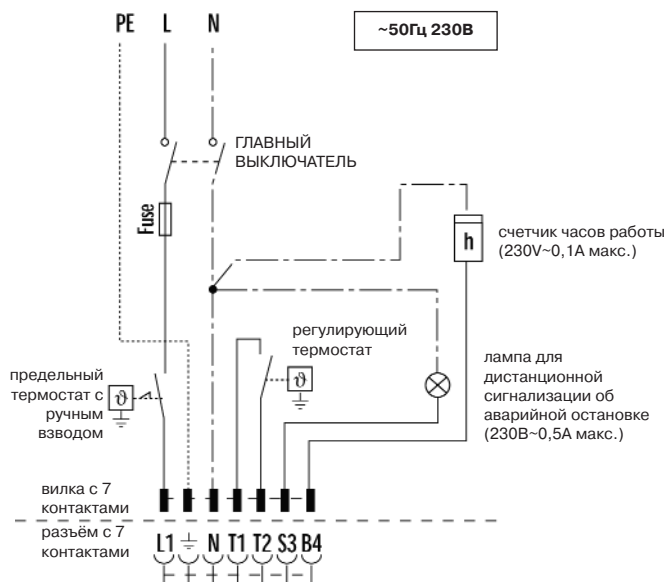 PE L N
~50Гц 230В
ГЛАВНЫЙ
ВЫКЛЮЧАТЕЛЬ
Fuse
h
счетчик часов работы
(230V~0,1A макс.)
регулирующий
термостат
ϑ
предельный
термостат с
ручным
взводом
ϑ
лампа для
дистанционной
сигнализации об
аварийной остановке
(230В~0,5А макс.)
вилка с 7
контактами
разъём с 7
контактами
L1 N T1 T2 S3 B4